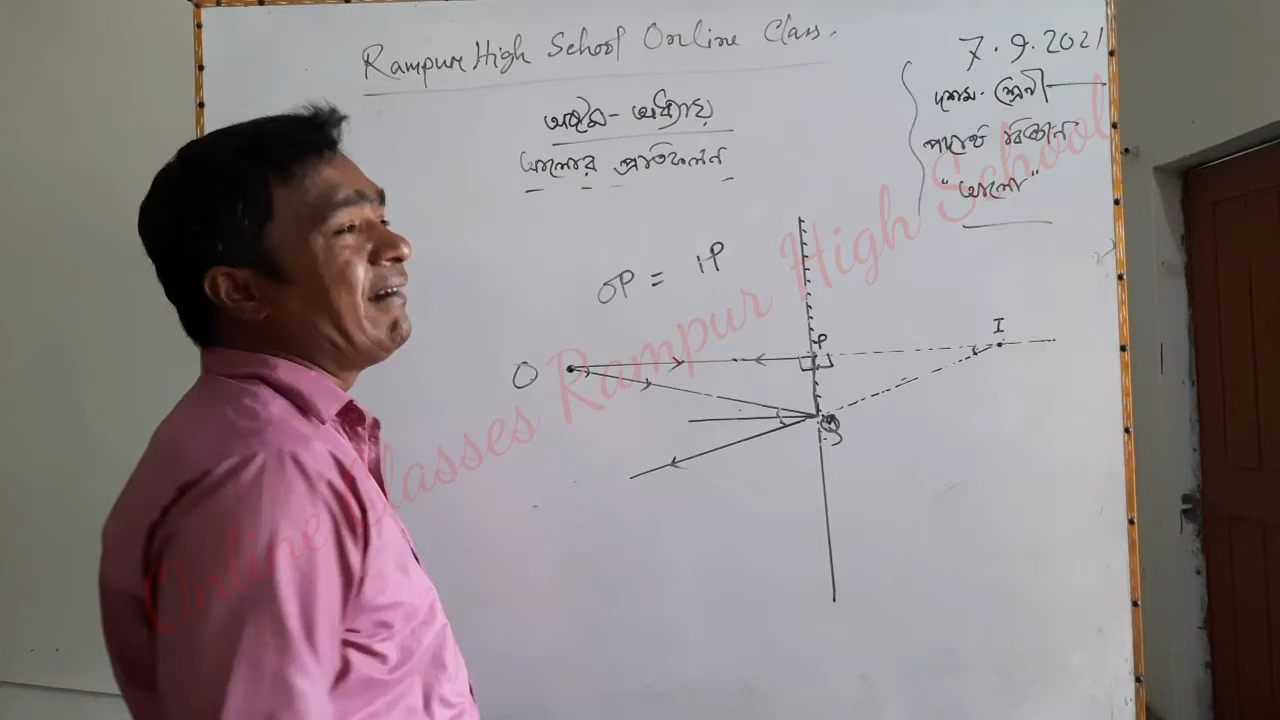 Rampur High School Online Class.
7.9.2021
অষ্টম - অধ্যায়
আলোর প্রতিফলন
দশম - শ্রেণী
পদার্থ বিজ্ঞান
"আলো"
OP = IP
P
I
O
Online Classes Rampur High School